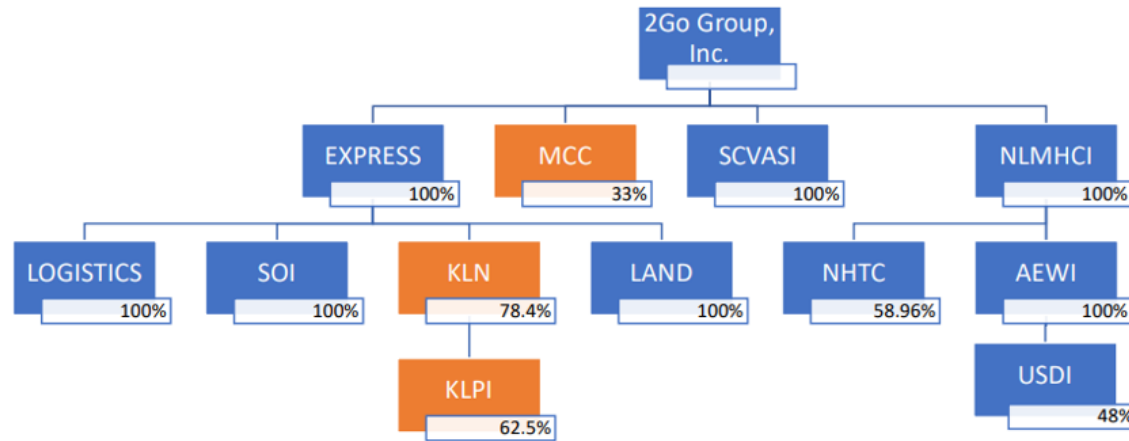 2Go Group,
Inc.
EXPRESS
100%
MCC
33%
SCVASI
100%
NLMHCI
100%
LOGISTICS
100%
SOI
100%
KLN
78.4%
LAND
100%
NHTC
58.96%
AEWI
100%
KLPI
62.5%
USDI
48%